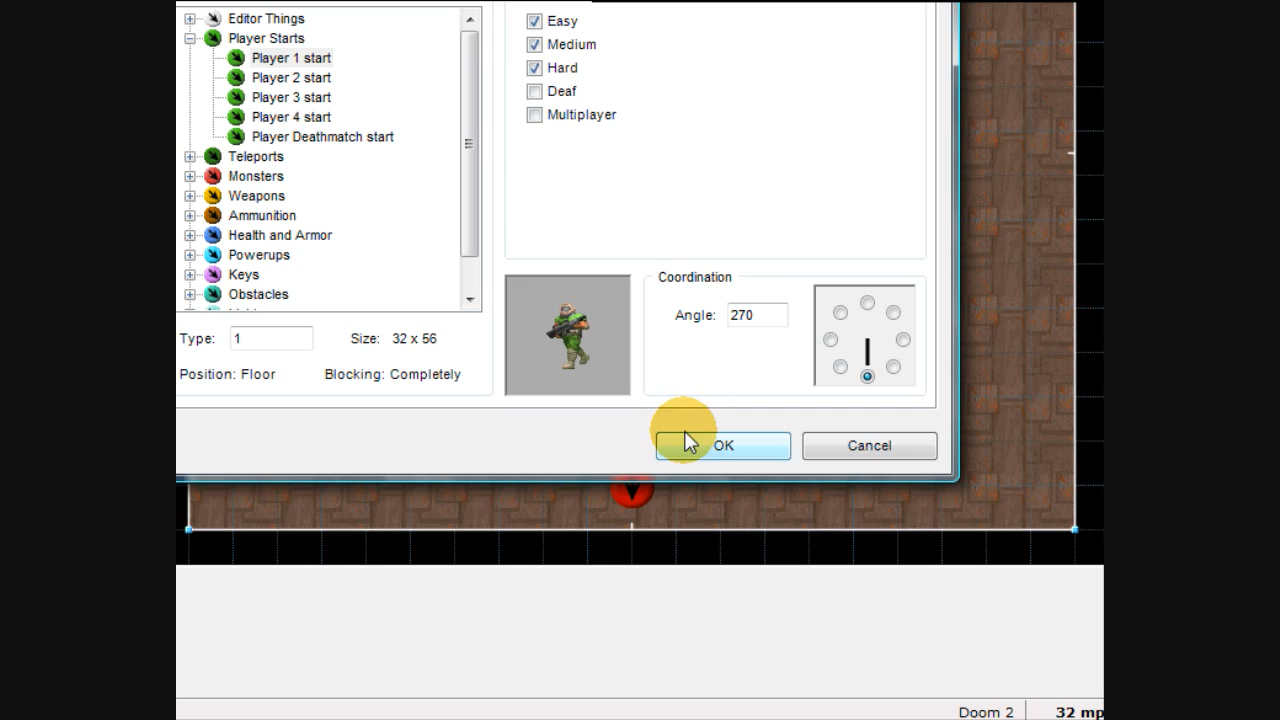 Editor Things
Player Starts
Player 1 start
Player 2 start
Player 3 start
Player 4 start
Player Deathmatch start
Teleports
Monsters
Weapons
Ammunition
Health and Armor
Powerups
Keys
Obstacles
Type: 1 Size: 32 x 56
Position: Floor Blocking: Completely
Easy
Medium
Hard
Deaf
Multiplayer
Coordination
Angle: 270
OK Cancel
Doom 2 32 mp